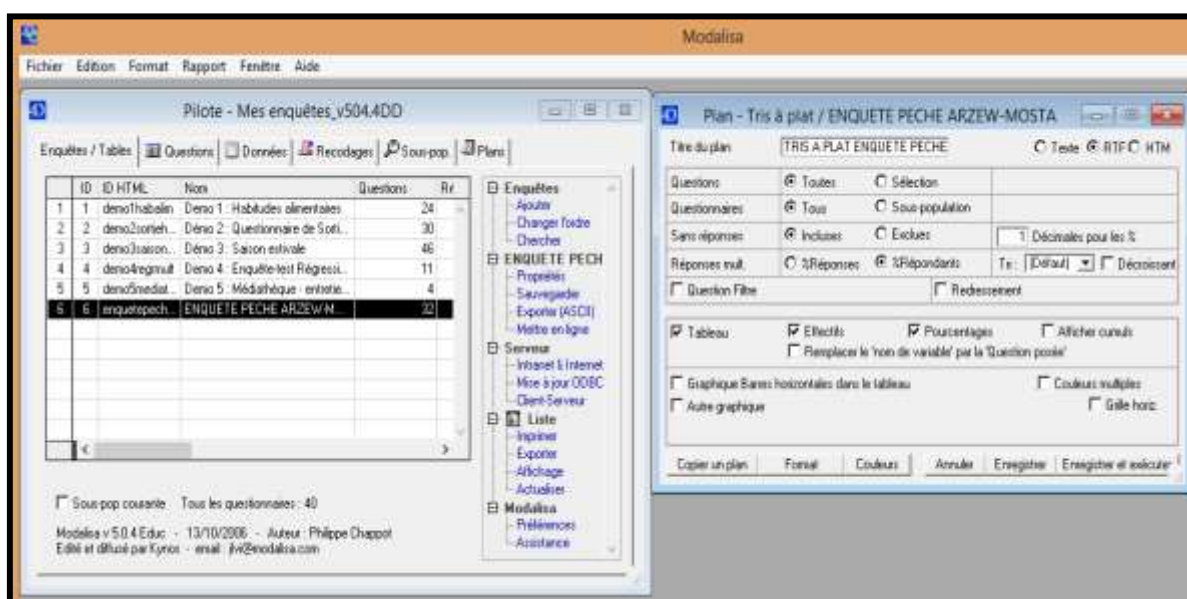 Modalisa
Fichier Edition Format Rapport Fenêtre Aide
Pilote - Mes enquêtes_v504.4DD
Enquêtes / Tables Questions Données Recodages Sous-pop. Plans
ID ID HTML Nom Questions
1 1 demo1habalin Démo 1 : Habitudes alimentaires 24
2 2 demo2sorteh... Démo 2 : Questionnaire de Sorti... 30
3 3 demo3saison... Démo 3 : Saison estivale 46
4 4 demo4regmult Démo 4 : Enquête-test Régressi... 11
5 5 demo5mediat... Démo 5 : Médiathèque - entretie... 4
6 6 enquetepech... ENQUETE PECHE ARZEW-M... 32
Enquêtes
Ajouter
Changer l'ordre
Chercher
ENQUETE PECH
Propriétés
Sauvegarder
Exporter (ASCII)
Mettre en ligne
Serveur
Intranet & Internet
Mise à jour ODBC
Client-Serveur
Liste
Imprimer
Exporter
Affichage
Actualiser
Modalisa
Préférences
Assistance
Sous-pop courante Tous les questionnaires : 40
Modalisa v 5.0.4 Educ - 13/10/2006 - Auteur : Philippe Chappot
Edité et diffusé par Kynos - email : jlvi@modalisa.com
Plan - Tris à plat / ENQUETE PECHE ARZEW-MOSTA
Titre du plan TRIS A PLAT ENQUETE PECHE Texte RTF HTM
Questions Toutes Sélection
Questionnaires Tous Sous-population
Sans réponses Incluses Exclues 1 Décimales pour les %
Réponses mult. %Réponses %Répondants Tri : (Défaut) Décroissant
Question Filtre Redressement
Tableau Effectifs Pourcentages Afficher cumuls
Remplacer le 'nom de variable' par la 'Question posée'
Graphique Barres horizontales dans le tableau Couleurs multiples
Autre graphique Grille horiz.
Copier un plan Format Couleurs Annuler Enregistrer Enregistrer et exécuter